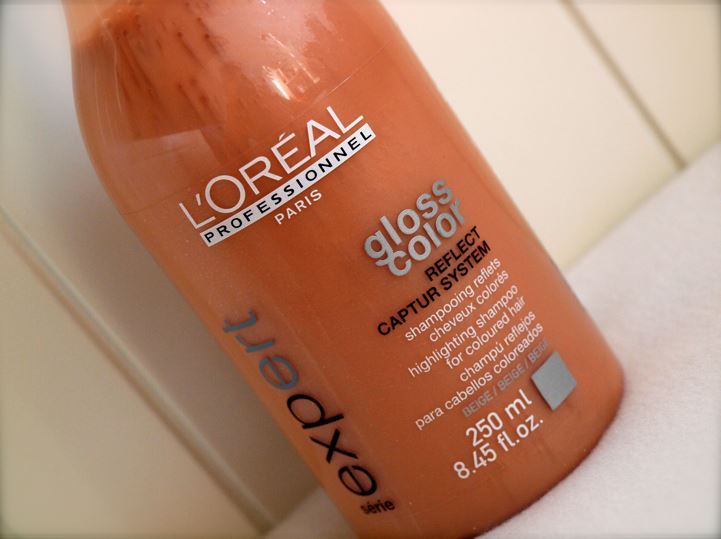 L'ORÉAL
PROFESSIONNEL
PARIS
gloss
color
REFLECT
CAPTUR SYSTEM
shampooing reflets
cheveux colorés
highlighting shampoo
for coloured hair
champú reflejos
para cabellos coloreados
BEIGE / BEIGE / BEIGE
250 ml
8.45 fl.oz.
série
expert